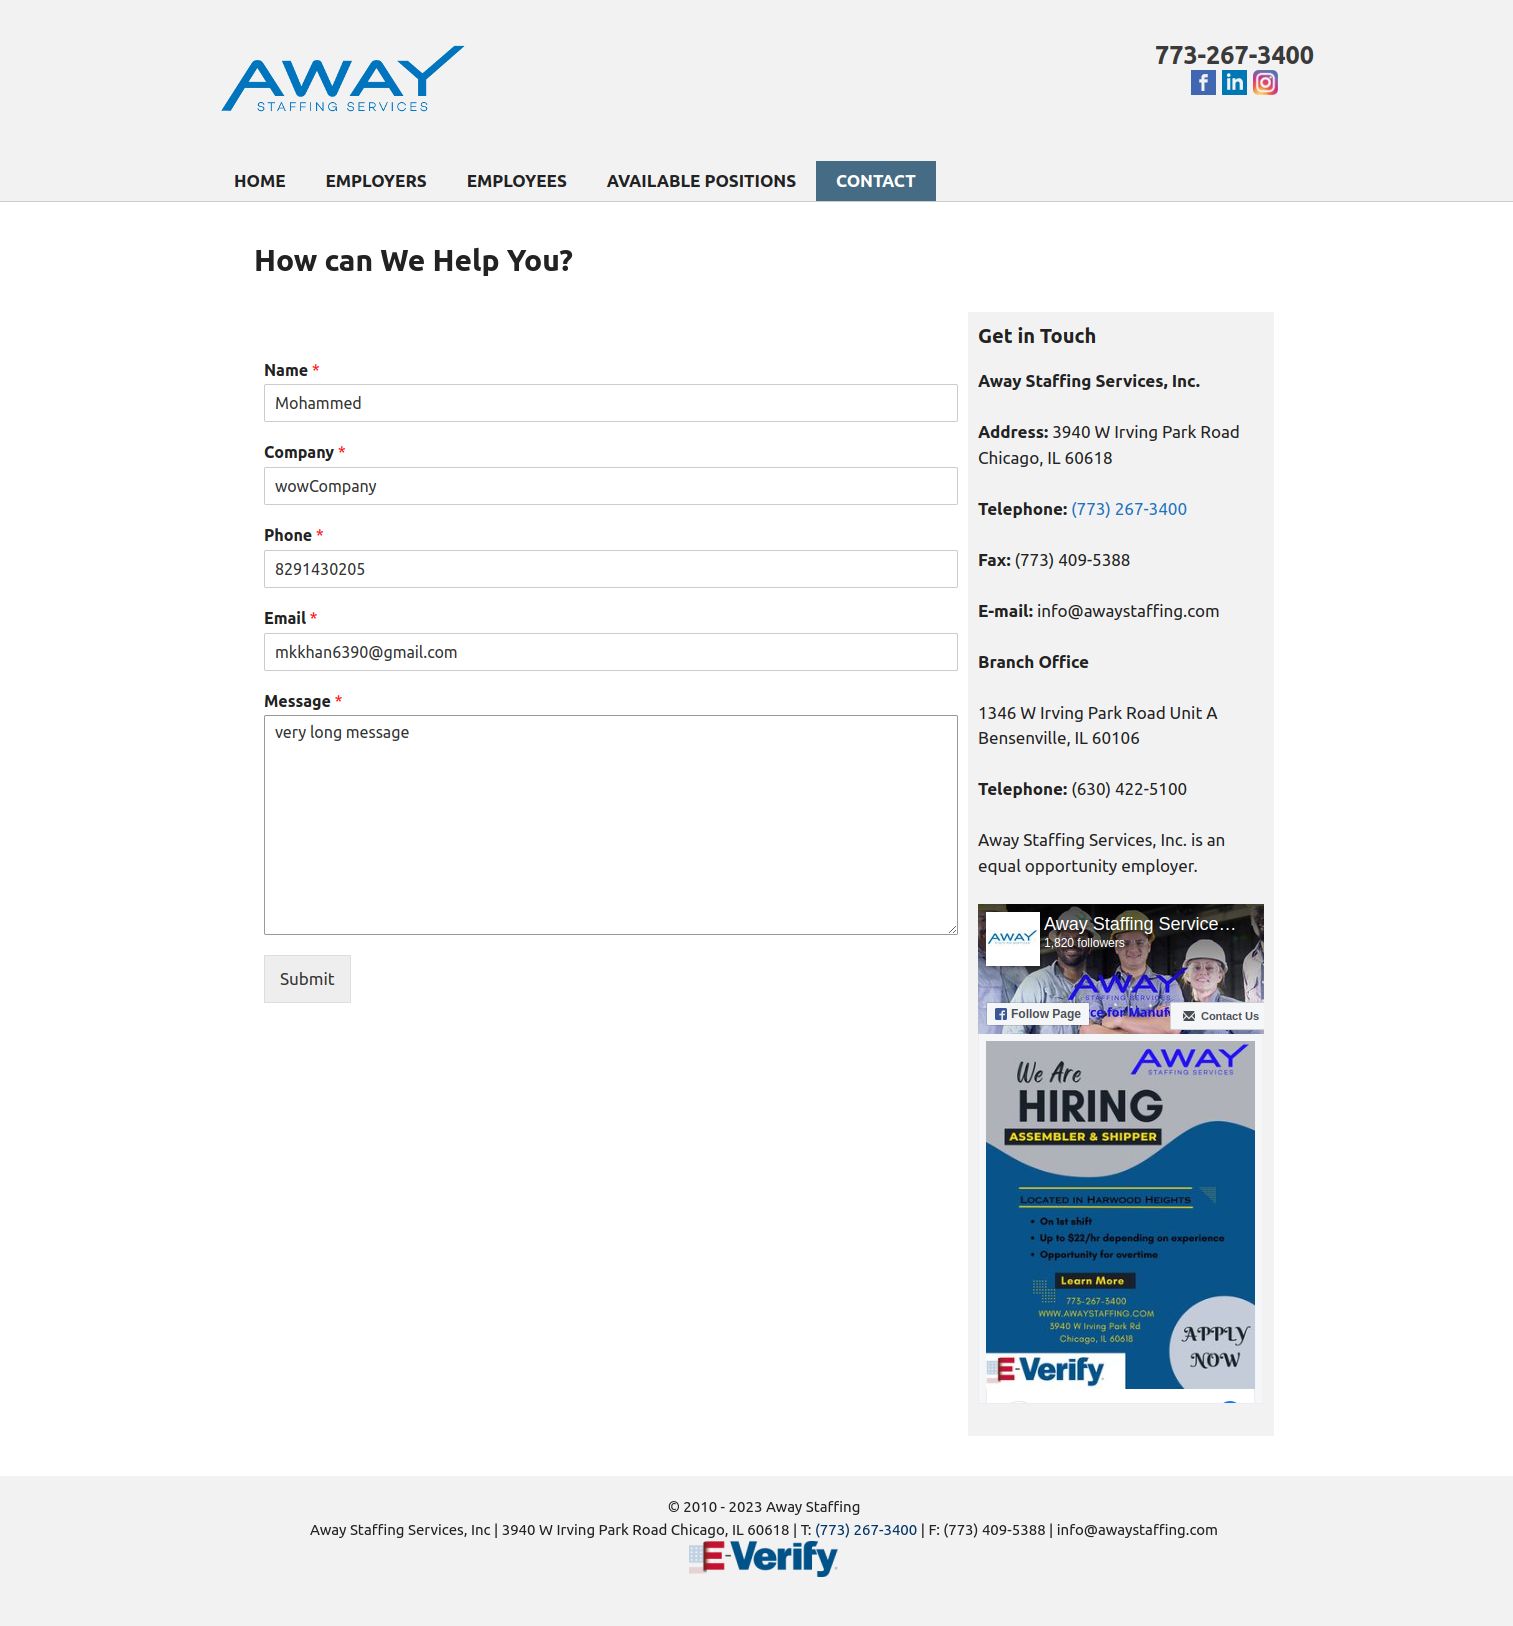 AWAY
STAFFING SERVICES
773-267-3400
HOME EMPLOYERS EMPLOYEES AVAILABLE POSITIONS CONTACT
How can We Help You?
Name *
Mohammed
Company *
wowCompany
Phone *
8291430205
Email *
mkkhan6390@gmail.com
Message *
very long message
Submit
Get in Touch
Away Staffing Services, Inc.
Address: 3940 W Irving Park Road
Chicago, IL 60618
Telephone: (773) 267-3400
Fax: (773) 409-5388
E-mail: info@awaystaffing.com
Branch Office
1346 W Irving Park Road Unit A
Bensenville, IL 60106
Telephone: (630) 422-5100
Away Staffing Services, Inc. is an
equal opportunity employer.
AWAY
Away Staffing Service…
1,820 followers
AWAY
STAFFING SERVICES
Follow Page
Contact Us
AWAY
STAFFING SERVICES
We Are
HIRING
ASSEMBLER & SHIPPER
LOCATED IN HARWOOD HEIGHTS
• On 1st shift
• Up to $22/hr depending on experience
• Opportunity for overtime
Learn More
773-267-3400
WWW.AWAYSTAFFING.COM
3940 W Irving Park Rd
Chicago, IL 60618
APPLY
NOW
E-Verify
© 2010 - 2023 Away Staffing
Away Staffing Services, Inc | 3940 W Irving Park Road Chicago, IL 60618 | T: (773) 267-3400 | F: (773) 409-5388 | info@awaystaffing.com
E-Verify